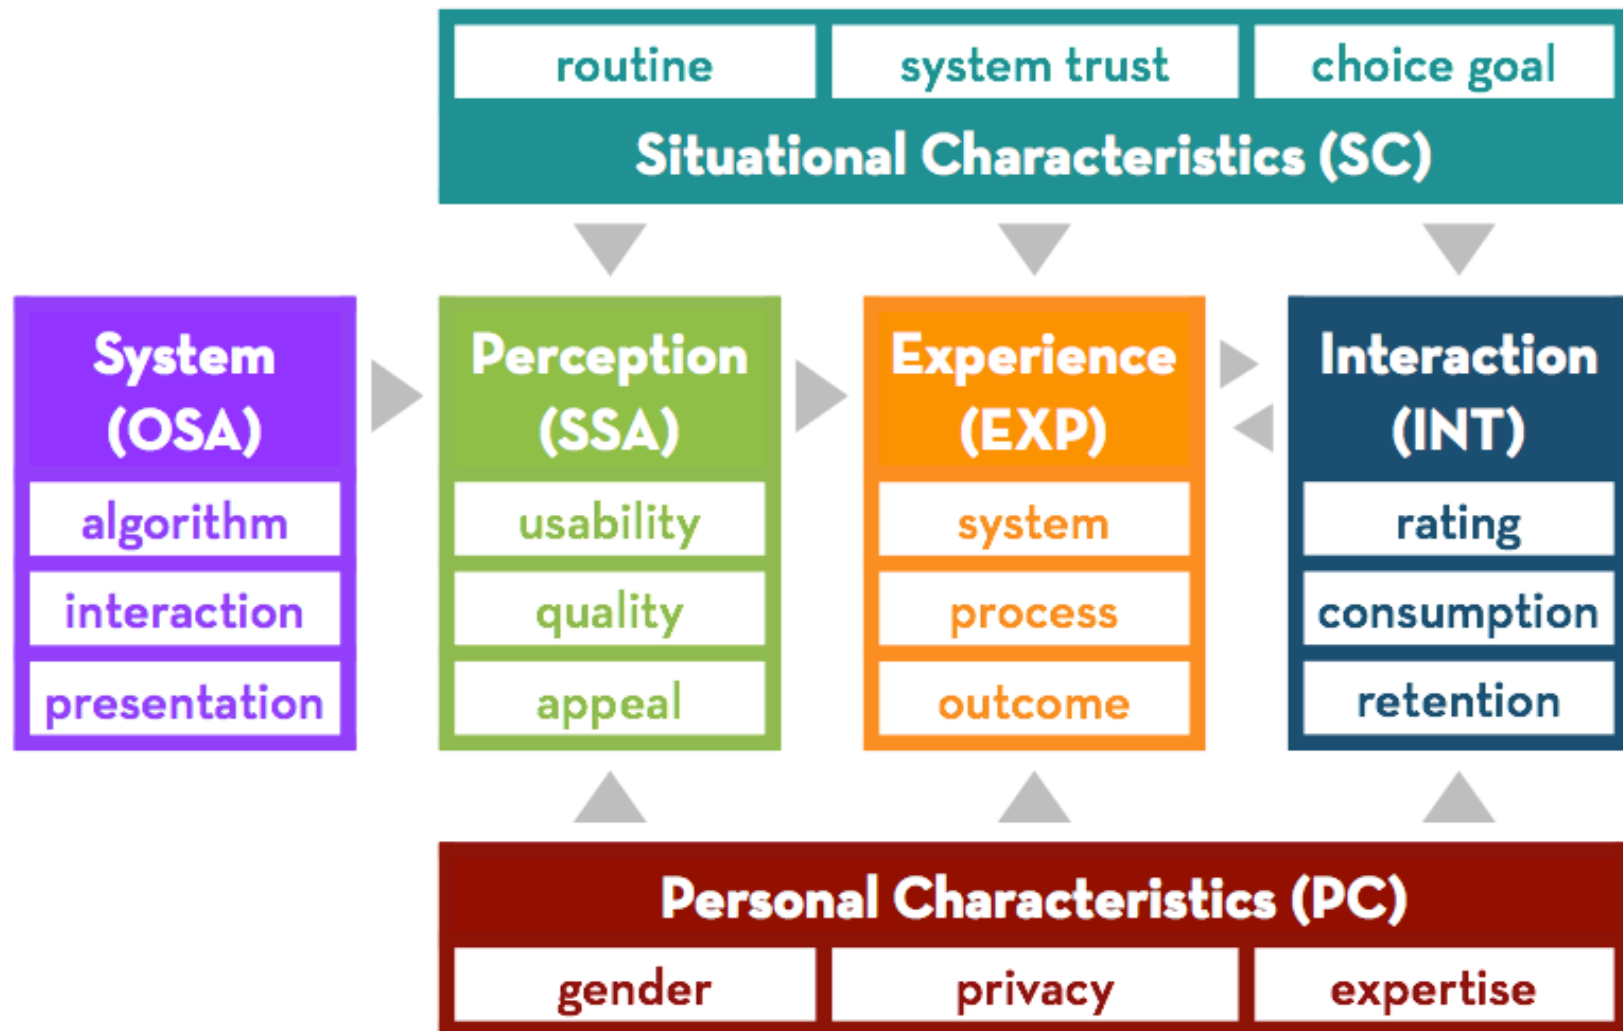 routine
system trust
choice goal
Situational Characteristics (SC)
System
(OSA)
algorithm
interaction
presentation
Perception
(SSA)
usability
quality
appeal
Experience
(EXP)
system
process
outcome
Interaction
(INT)
rating
consumption
retention
Personal Characteristics (PC)
gender
privacy
expertise